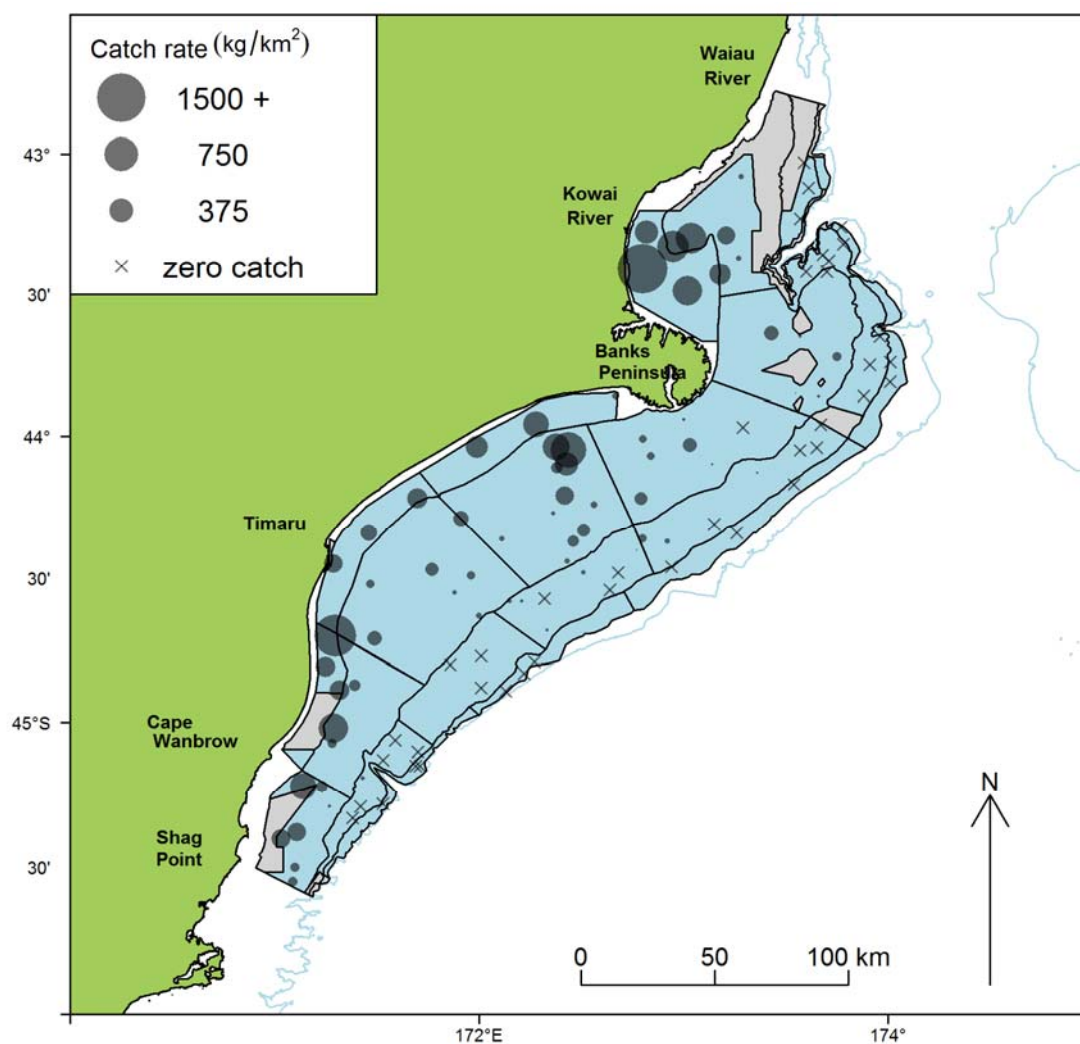 Catch rate (kg/km²)
1500 +
750
375
zero catch
Waiau
River
43°
Kowai
River
30'
Banks
Peninsula
44°
Timaru
30'
45°S
Cape
Wanbrow
N
Shag
Point
30'
0 50 100 km
172°E 174°